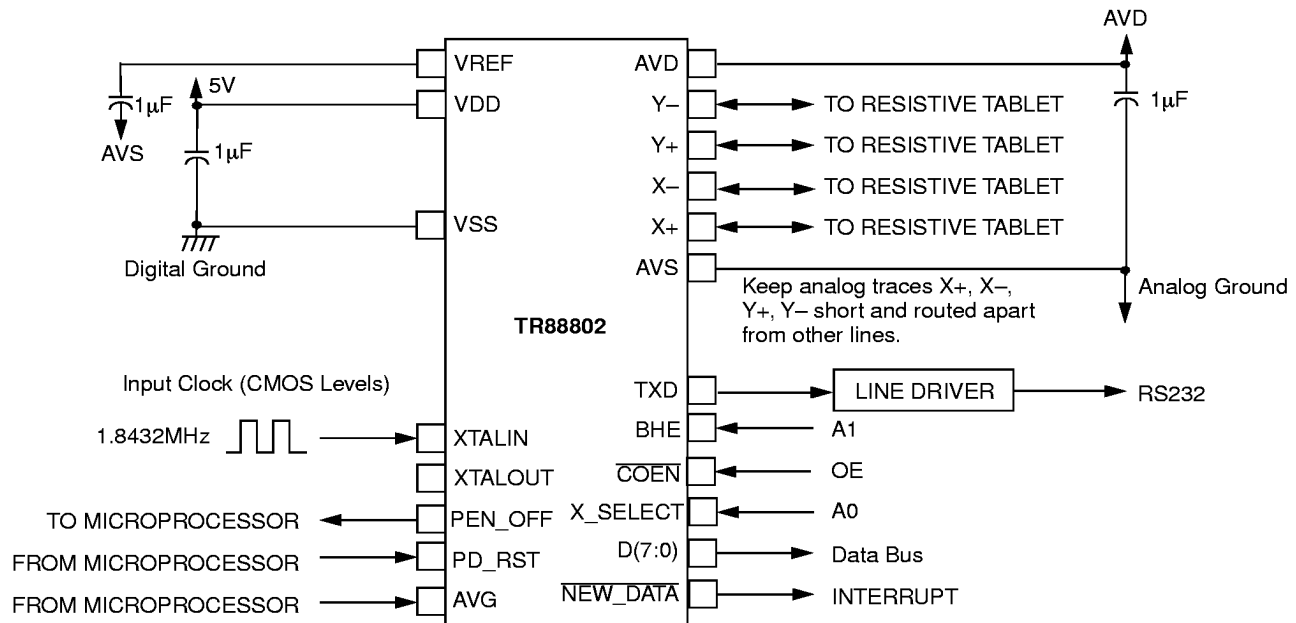 AVD
VREF
AVD
5V
1µF
VDD
Y–
TO RESISTIVE TABLET
1µF
AVS
1µF
Y+
TO RESISTIVE TABLET
X–
TO RESISTIVE TABLET
VSS
X+
TO RESISTIVE TABLET
Digital Ground
AVS
Keep analog traces X+, X–,
Y+, Y– short and routed apart
from other lines.
Analog Ground
TR88802
Input Clock (CMOS Levels)
TXD
LINE DRIVER
RS232
1.8432MHz
XTALIN
BHE
A1
XTALOUT
COEN
OE
TO MICROPROCESSOR
PEN_OFF
X_SELECT
A0
FROM MICROPROCESSOR
PD_RST
D(7:0)
Data Bus
FROM MICROPROCESSOR
AVG
NEW_DATA
INTERRUPT